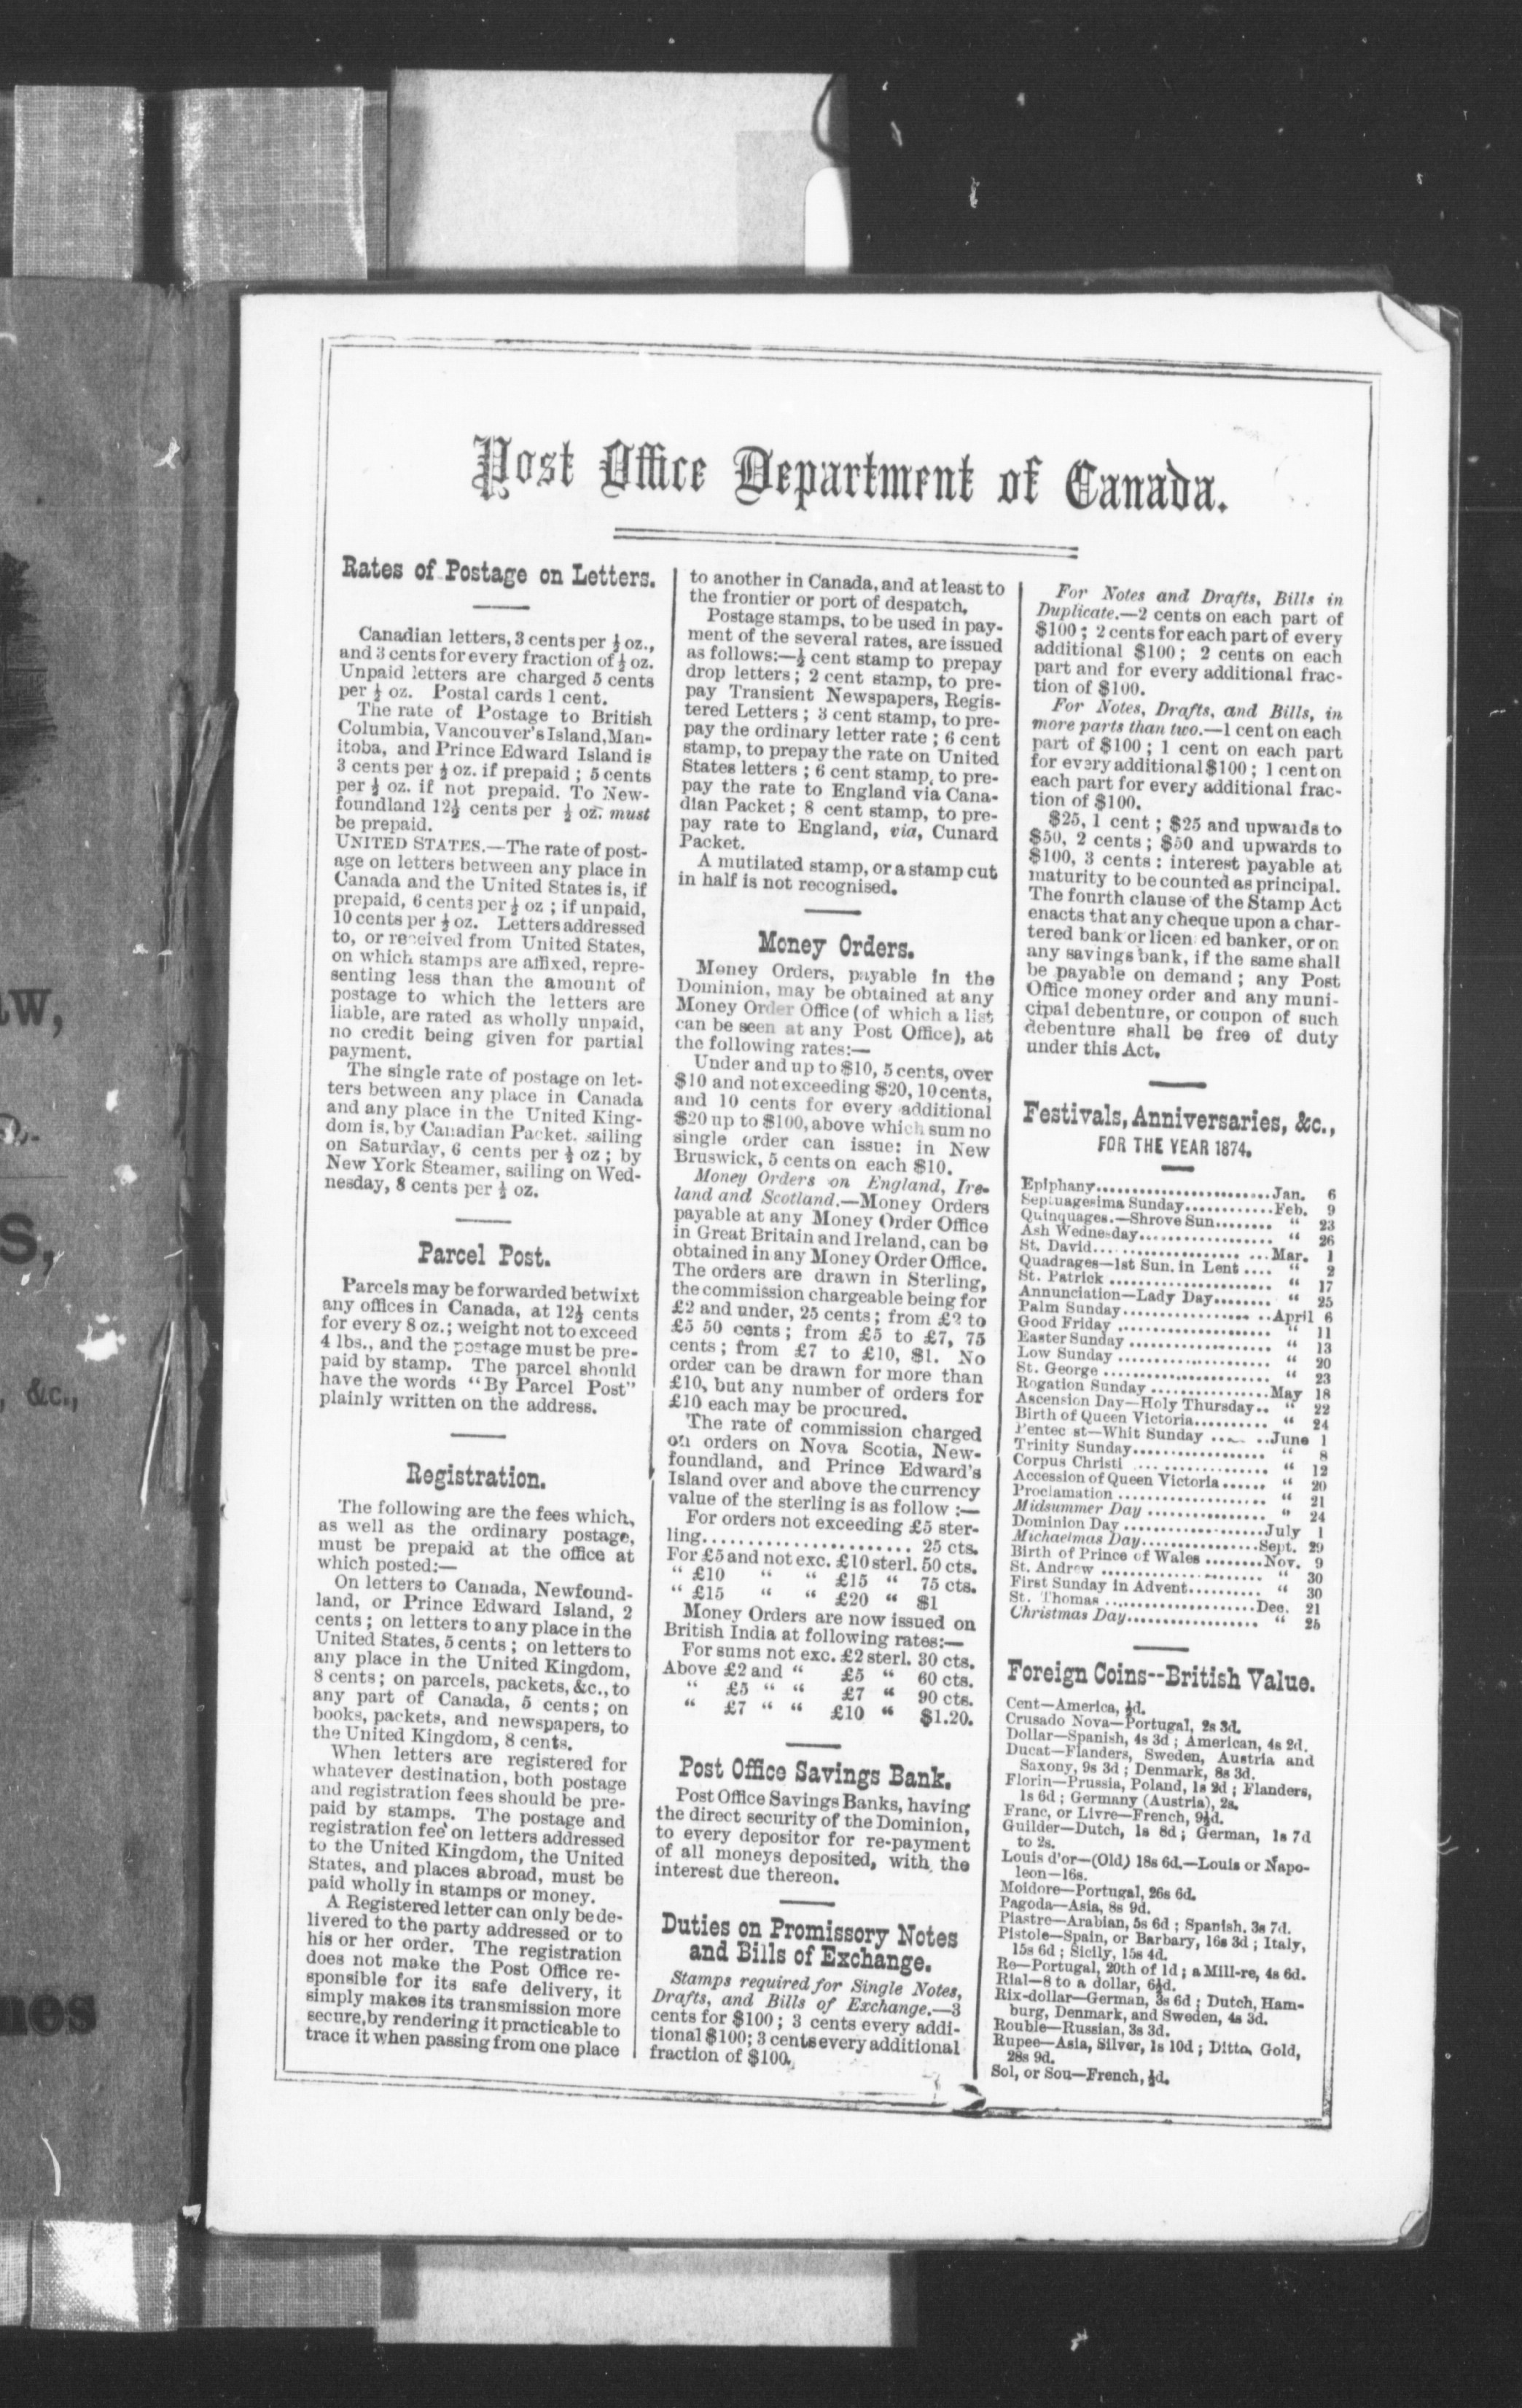 aw,
S,
, &c.,
nes
Post Office Department of Canada.
Rates of Postage on Letters.
Canadian letters, 3 cents per ½ oz.,
and 3 cents for every fraction of ½ oz.
Unpaid letters are charged 5 cents
per ½ oz. Postal cards 1 cent.
The rate of Postage to British
Columbia, Vancouver's Island, Man-
itoba, and Prince Edward Island is
3 cents per ½ oz. if prepaid ; 5 cents
per ½ oz. if not prepaid. To New-
foundland 12½ cents per ½ oz. must
be prepaid.
UNITED STATES.—The rate of post-
age on letters between any place in
Canada and the United States is, if
prepaid, 6 cents per ½ oz ; if unpaid,
10 cents per ½ oz. Letters addressed
to, or received from United States,
on which stamps are affixed, repre-
senting less than the amount of
postage to which the letters are
liable, are rated as wholly unpaid,
no credit being given for partial
payment.
The single rate of postage on let-
ters between any place in Canada
and any place in the United King-
dom is, by Canadian Packet, sailing
on Saturday, 6 cents per ½ oz ; by
New York Steamer, sailing on Wed-
nesday, 8 cents per ½ oz.
Parcel Post.
Parcels may be forwarded betwixt
any offices in Canada, at 12½ cents
for every 8 oz.; weight not to exceed
4 lbs., and the postage must be pre-
paid by stamp. The parcel should
have the words "By Parcel Post"
plainly written on the address.
Registration.
The following are the fees which,
as well as the ordinary postage,
must be prepaid at the office at
which posted:—
On letters to Canada, Newfound-
land, or Prince Edward Island, 2
cents ; on letters to any place in the
United States, 5 cents ; on letters to
any place in the United Kingdom,
8 cents ; on parcels, packets, &c., to
any part of Canada, 5 cents; on
books, packets, and newspapers, to
the United Kingdom, 8 cents.
When letters are registered for
whatever destination, both postage
and registration fees should be pre-
paid by stamps. The postage and
registration fee on letters addressed
to the United Kingdom, the United
States, and places abroad, must be
paid wholly in stamps or money.
A Registered letter can only be de-
livered to the party addressed or to
his or her order. The registration
does not make the Post Office re-
sponsible for its safe delivery, it
simply makes its transmission more
secure, by rendering it practicable to
trace it when passing from one place
to another in Canada, and at least to
the frontier or port of despatch.
Postage stamps, to be used in pay-
ment of the several rates, are issued
as follows:—½ cent stamp to prepay
drop letters ; 2 cent stamp, to pre-
pay Transient Newspapers, Regis-
tered Letters ; 3 cent stamp, to pre-
pay the ordinary letter rate ; 6 cent
stamp, to prepay the rate on United
States letters ; 6 cent stamp, to pre-
pay the rate to England via Cana-
dian Packet ; 8 cent stamp, to pre-
pay rate to England, via, Cunard
Packet.
A mutilated stamp, or a stamp cut
in half is not recognised.
Money Orders.
Money Orders, payable in the
Dominion, may be obtained at any
Money Order Office (of which a list
can be seen at any Post Office), at
the following rates:—
Under and up to $10, 5 cents, over
$10 and not exceeding $20, 10 cents,
and 10 cents for every additional
$20 up to $100, above which sum no
single order can issue: in New
Bruswick, 5 cents on each $10.
Money Orders on England, Ire-
land and Scotland.—Money Orders
payable at any Money Order Office
in Great Britain and Ireland, can be
obtained in any Money Order Office.
The orders are drawn in Sterling,
the commission chargeable being for
£2 and under, 25 cents ; from £2 to
£5 50 cents ; from £5 to £7, 75
cents ; from £7 to £10, $1. No
order can be drawn for more than
£10, but any number of orders for
£10 each may be procured.
The rate of commission charged
on orders on Nova Scotia, New-
foundland, and Prince Edward's
Island over and above the currency
value of the sterling is as follow :—
For orders not exceeding £5 ster-
ling...................... 25 cts.
For £5 and not exc. £10 sterl. 50 cts.
" £10 " " £15 " 75 cts.
" £15 " " £20 " $1
Money Orders are now issued on
British India at following rates:—
For sums not exc. £2 sterl. 30 cts.
Above £2 and " £5 " 60 cts.
" £5 " " £7 " 90 cts.
" £7 " " £10 " $1.20.
Post Office Savings Bank.
Post Office Savings Banks, having
the direct security of the Dominion,
to every depositor for re-payment
of all moneys deposited, with the
interest due thereon.
Duties on Promissory Notes
and Bills of Exchange.
Stamps required for Single Notes,
Drafts, and Bills of Exchange.—3
cents for $100 ; 3 cents every addi-
tional $100; 3 cents every additional
fraction of $100.
For Notes and Drafts, Bills in
Duplicate.—2 cents on each part of
$100 ; 2 cents for each part of every
additional $100 ; 2 cents on each
part and for every additional frac-
tion of $100.
For Notes, Drafts, and Bills, in
more parts than two.—1 cent on each
part of $100 ; 1 cent on each part
for every additional $100 ; 1 cent on
each part for every additional frac-
tion of $100.
$25, 1 cent ; $25 and upwards to
$50, 2 cents ; $50 and upwards to
$100, 3 cents : interest payable at
maturity to be counted as principal.
The fourth clause of the Stamp Act
enacts that any cheque upon a char-
tered bank or licen ed banker, or on
any savings bank, if the same shall
be payable on demand ; any Post
Office money order and any muni-
cipal debenture, or coupon of such
debenture shall be free of duty
under this Act.
Festivals, Anniversaries, &c.,
FOR THE YEAR 1874.
Epiphany........................Jan. 6
Septuagesima Sunday............Feb. 9
Quinquages.—Shrove Sun........ " 23
Ash Wednesday.................. " 26
St. David........................Mar. 1
Quadrages—1st Sun. in Lent .... " 2
St. Patrick ...................... " 17
Annunciation—Lady Day........ " 25
Palm Sunday....................April 6
Good Friday ..................... " 11
Easter Sunday ................... " 13
Low Sunday ..................... " 20
St. George ....................... " 23
Rogation Sunday ................May 18
Ascension Day—Holy Thursday.. " 22
Birth of Queen Victoria.......... " 24
Pentec st—Whit Sunday ........June 1
Trinity Sunday................... " 8
Corpus Christi ................... " 12
Accession of Queen Victoria ...... " 20
Proclamation .................... " 21
Midsummer Day ................ " 24
Dominion Day ...................July 1
Michaelmas Day................Sept. 29
Birth of Prince of Wales ........Nov. 9
St. Andrew ...................... " 30
First Sunday in Advent.......... " 30
St. Thomas .....................Dec. 21
Christmas Day.................. " 25
Foreign Coins--British Value.
Cent—America, ½d.
Crusado Nova—Portugal, 2s 3d.
Dollar—Spanish, 4s 3d ; American, 4s 2d.
Ducat—Flanders, Sweden, Austria and
Saxony, 9s 3d ; Denmark, 8s 3d.
Florin—Prussia, Poland, 1s 2d ; Flanders,
1s 6d ; Germany (Austria), 2s.
Franc, or Livre—French, 9½d.
Guilder—Dutch, 1s 8d ; German, 1s 7d
to 2s.
Louis d'or—(Old) 18s 6d.—Louis or Napo-
leon—16s.
Moidore—Portugal, 26s 6d.
Pagoda—Asia, 8s 9d.
Piastre—Arabian, 5s 6d ; Spanish. 3s 7d.
Pistole—Spain, or Barbary, 16s 3d ; Italy,
15s 6d ; Sicily, 15s 4d.
Re—Portugal, 20th of 1d ; a Mill-re, 4s 6d.
Rial—8 to a dollar, 6½d.
Rix-dollar—German, 3s 6d ; Dutch, Ham-
burg, Denmark, and Sweden, 4s 3d.
Rouble—Russian, 3s 3d.
Rupee—Asia, Silver, 1s 10d ; Ditto, Gold,
28s 9d.
Sol, or Sou—French, ½d.